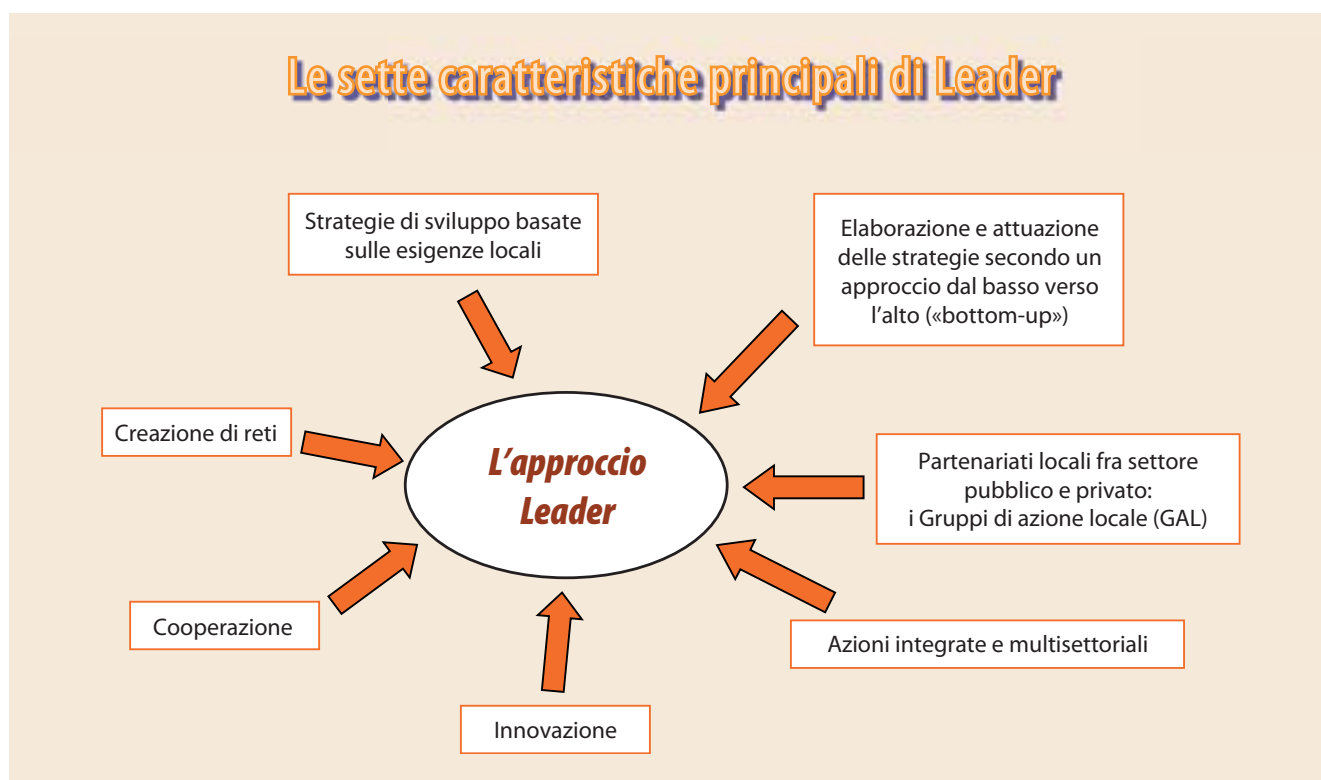 Le sette caratteristiche principali di Leader
Strategie di sviluppo basate
sulle esigenze locali
Elaborazione e attuazione
delle strategie secondo un
approccio dal basso verso
l’alto («bottom-up»)
Creazione di reti
L’approccio
Leader
Partenariati locali fra settore
pubblico e privato:
i Gruppi di azione locale (GAL)
Cooperazione
Azioni integrate e multisettoriali
Innovazione